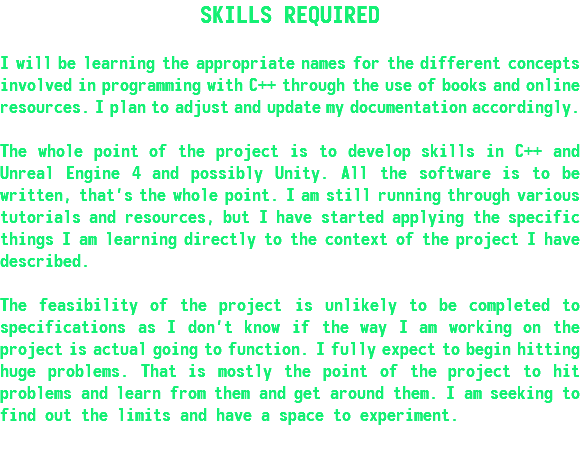 SKILLS REQUIRED
I will be learning the appropriate names for the different concepts
involved in programming with C++ through the use of books and online
resources. I plan to adjust and update my documentation accordingly.
The whole point of the project is to develop skills in C++ and
Unreal Engine 4 and possibly Unity. All the software is to be
written, that's the whole point. I am still running through various
tutorials and resources, but I have started applying the specific
things I am learning directly to the context of the project I have
described.
The feasibility of the project is unlikely to be completed to
specifications as I don't know if the way I am working on the
project is actual going to function. I fully expect to begin hitting
huge problems. That is mostly the point of the project to hit
problems and learn from them and get around them. I am seeking to
find out the limits and have a space to experiment.